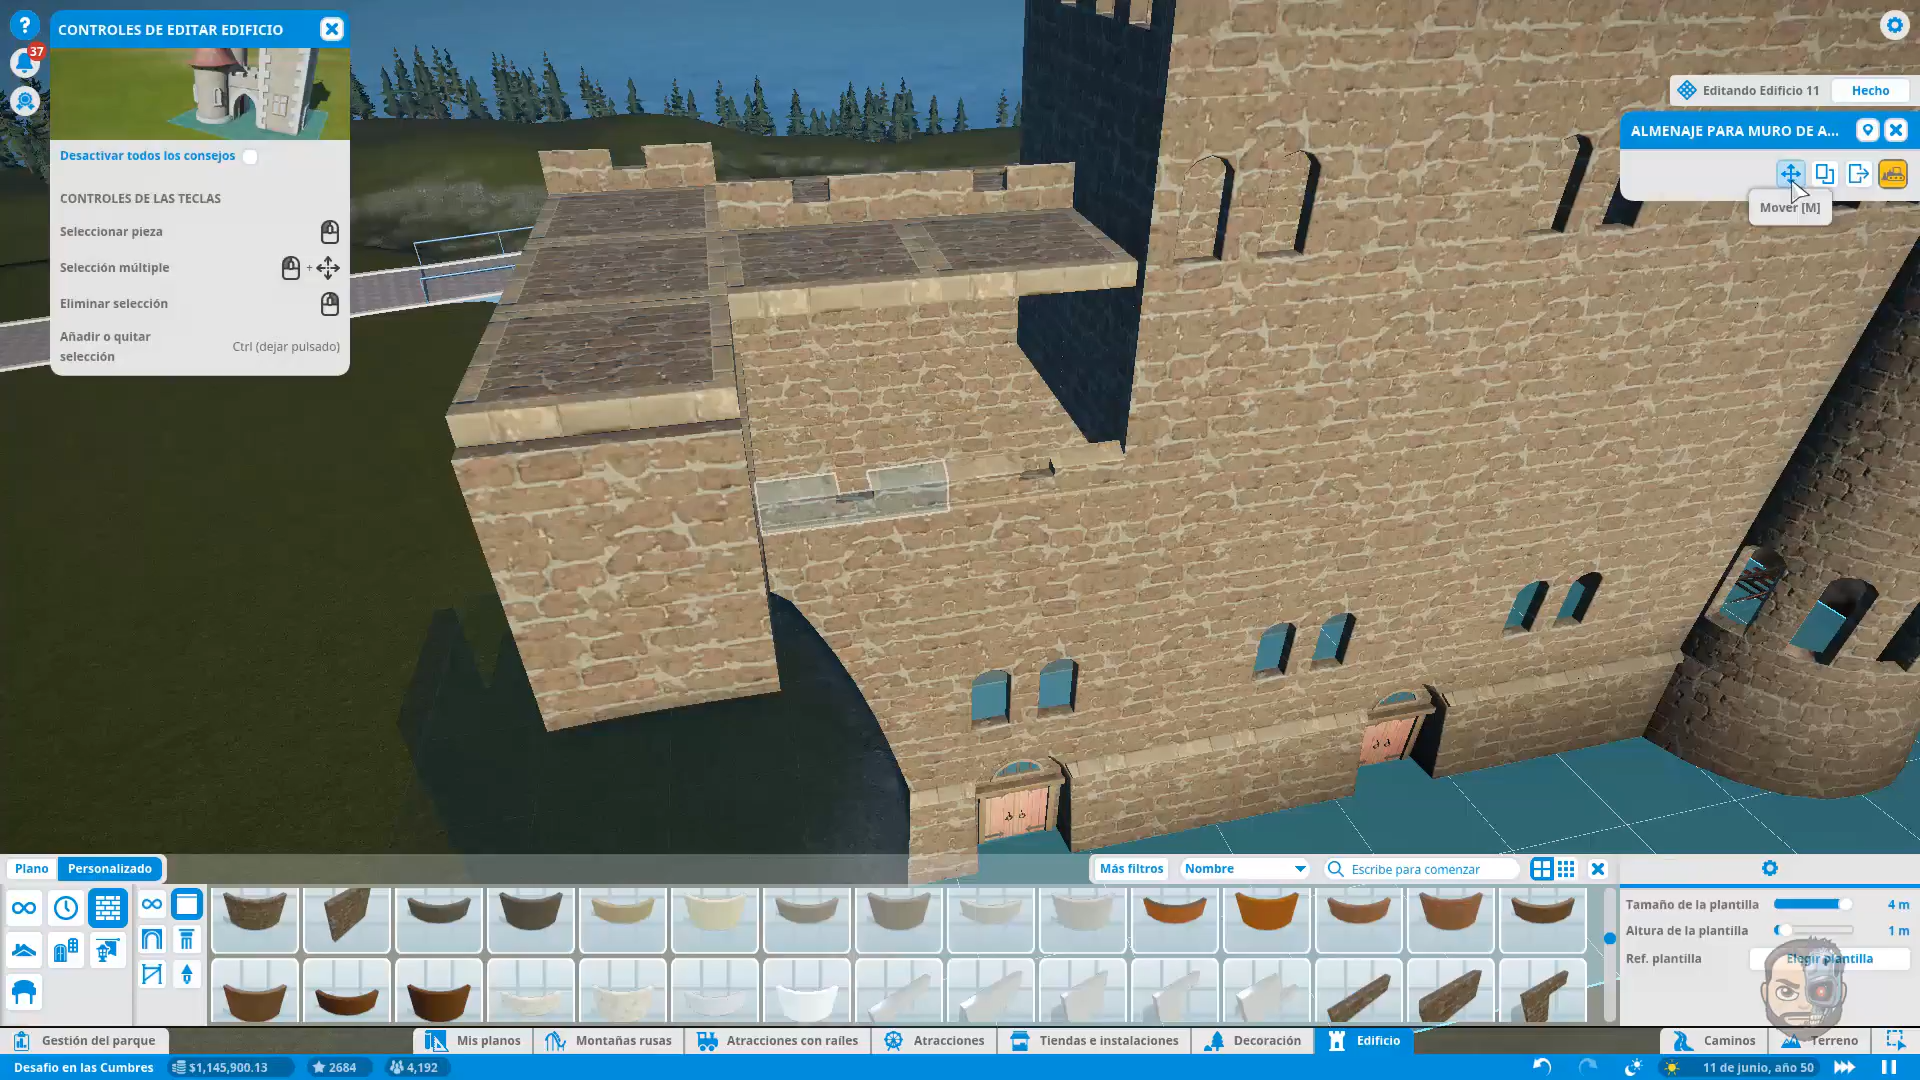 ?
37
CONTROLES DE EDITAR EDIFICIO
Desactivar todos los consejos
CONTROLES DE LAS TECLAS
Seleccionar pieza
Selección múltiple
+
Eliminar selección
Añadir o quitar
selección
Ctrl (dejar pulsado)
Editando Edificio 11
Hecho
ALMENAJE PARA MURO DE A...
Mover [M]
Plano
Personalizado
Más filtros
Nombre
Escribe para comenzar
Tamaño de la plantilla
4 m
Altura de la plantilla
1 m
Ref. plantilla
Elegir plantilla
Gestión del parque
Mis planos
Montañas rusas
Atracciones con raíles
Atracciones
Tiendas e instalaciones
Decoración
Edificio
Caminos
Terreno
Desafio en las Cumbres
$1,145,900.13
2684
4,192
11 de junio, año 50